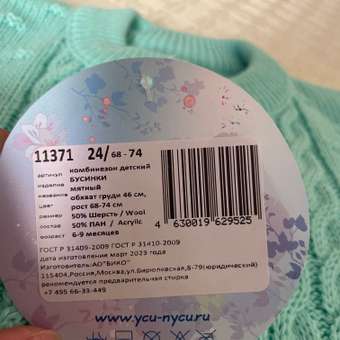 11371 24/68-74
артикул комбинезон детский
изделие БУСИНКИ
название мятный
цвет обхват груди 46 см,
размер рост 68-74 см
состав 50% Шерсть / Wool
50% ПАН / Acrylic
возраст 6-9 месяцев
4 630019 629525
ГОСТ Р 31409-2009 ГОСТ Р 31410-2009
дата изготовления март 2023 года
Изготовитель:АО"БИКО"
115404,Россия,Москва,ул.Бирюлевская,Б-79(юридический)
рекомендуется предварительная стирка
+7 495 66-33-449
www.ycu-nycu.ru